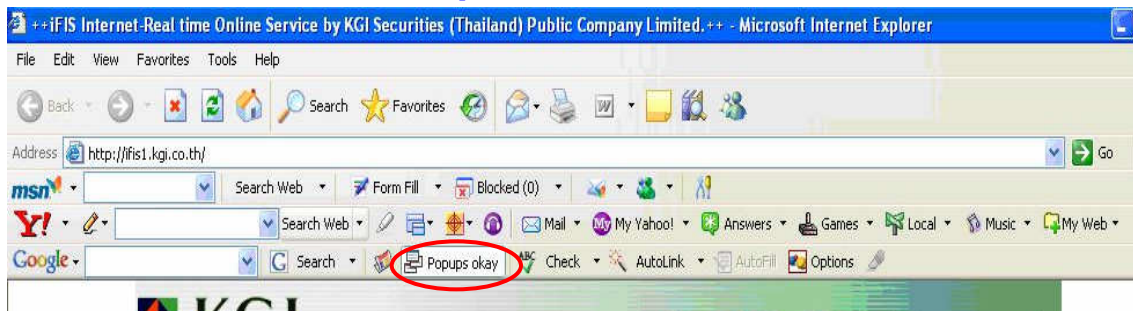 ++iFIS Internet-Real time Online Service by KGI Securities (Thailand) Public Company Limited.++ - Microsoft Internet Explorer
File Edit View Favorites Tools Help
Back Search Favorites W
Address http://ifis1.kgi.co.th/ Go
msn Search Web Form Fill Blocked (0)
Y! Search Web Mail My Yahoo! Answers Games Local Music My Web
Google G Search Popups okay ABC Check AutoLink AutoFill Options
KGI